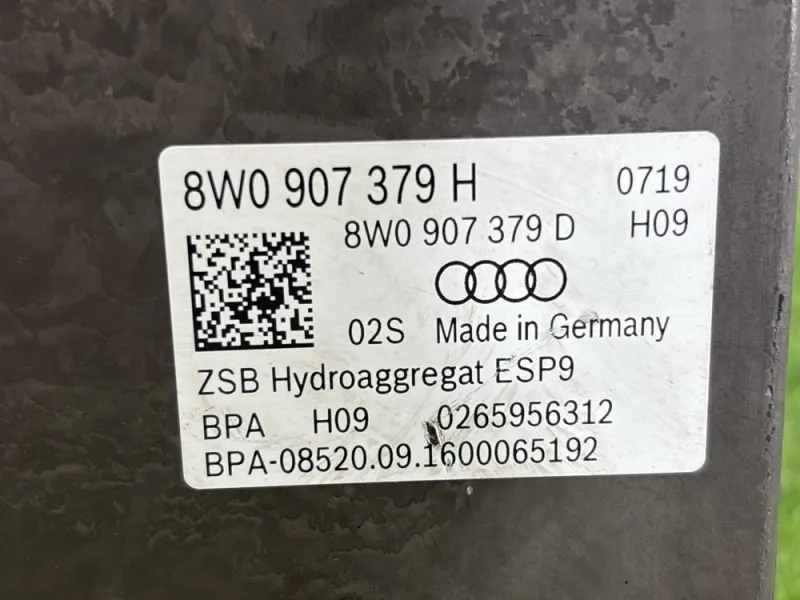 8W0 907 379 H 0719
8W0 907 379 D H09
02S Made in Germany
ZSB Hydroaggregat ESP9
BPA H09 0265956312
BPA-08520.09.1600065192